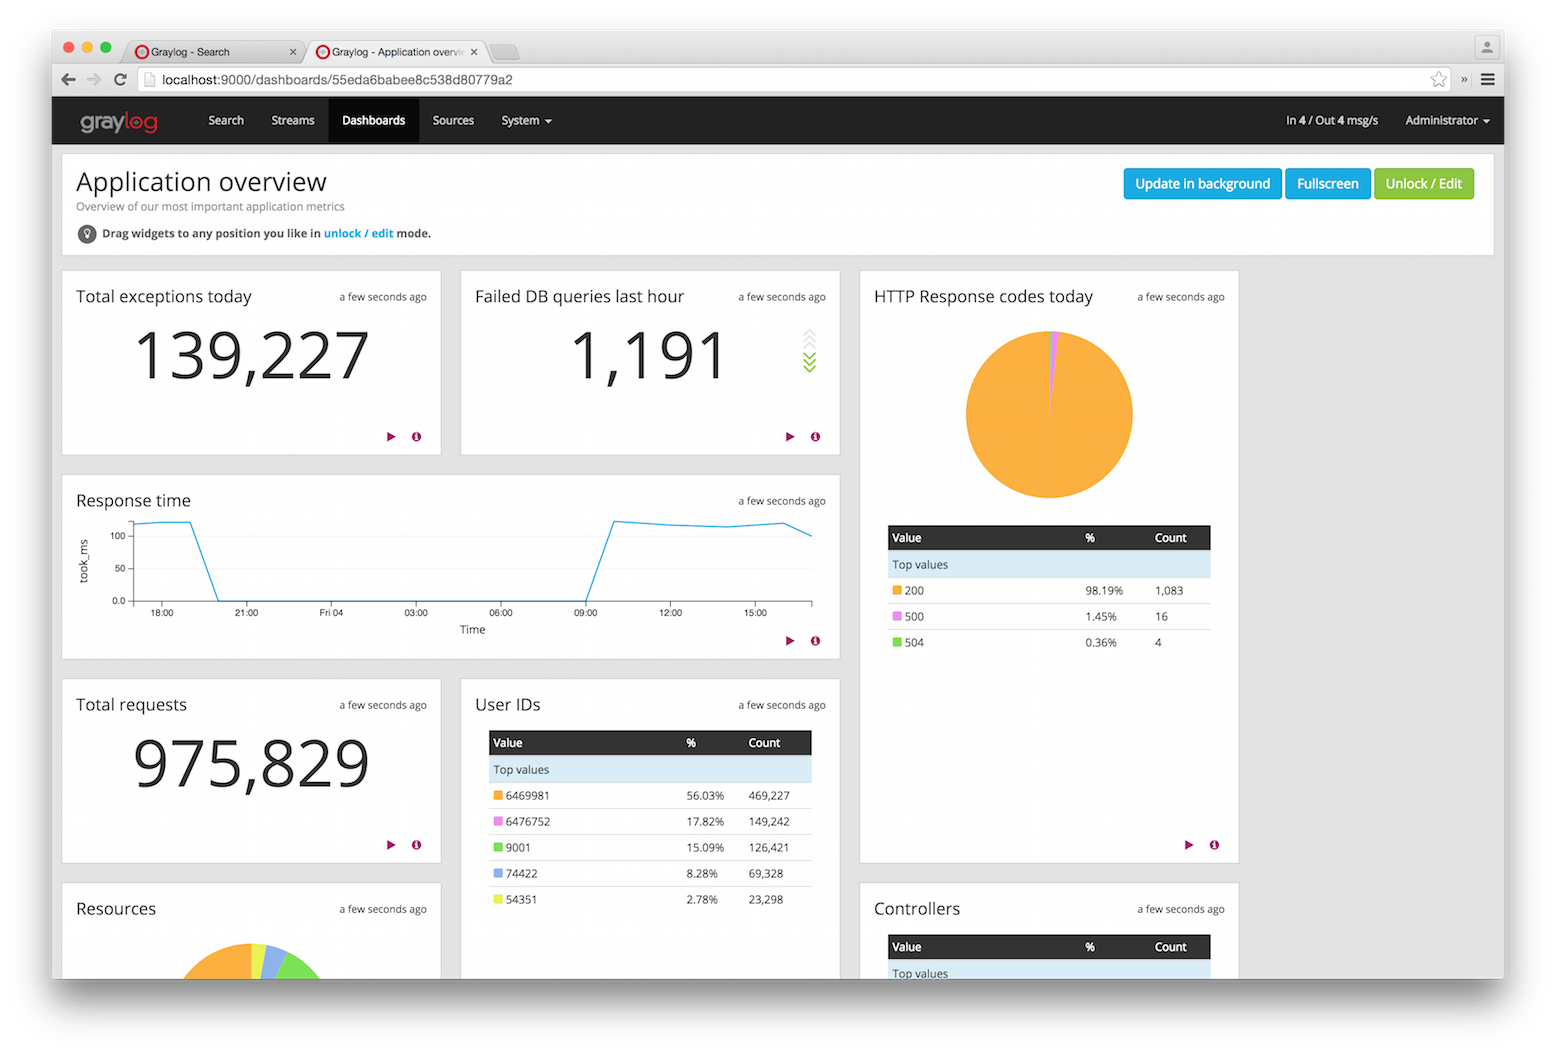 Graylog - Search
Graylog - Application overvie
localhost:9000/dashboards/55eda6babee8c538d80779a2
graylog
Search
Streams
Dashboards
Sources
System
In 4 / Out 4 msg/s
Administrator
Application overview
Overview of our most important application metrics
Drag widgets to any position you like in unlock / edit mode.
Update in background
Fullscreen
Unlock / Edit
Total exceptions today
a few seconds ago
139,227
Failed DB queries last hour
a few seconds ago
1,191
HTTP Response codes today
a few seconds ago
Value % Count
Top values
200 98.19% 1,083
500 1.45% 16
504 0.36% 4
Response time
a few seconds ago
took_ms
100
50
0.0
18:00 21:00 Fri 04 03:00 06:00 09:00 12:00 15:00
Time
Total requests
a few seconds ago
975,829
User IDs
a few seconds ago
Value % Count
Top values
6469981 56.03% 469,227
6476752 17.82% 149,242
9001 15.09% 126,421
74422 8.28% 69,328
54351 2.78% 23,298
Resources
a few seconds ago
Controllers
a few seconds ago
Value % Count
Top values